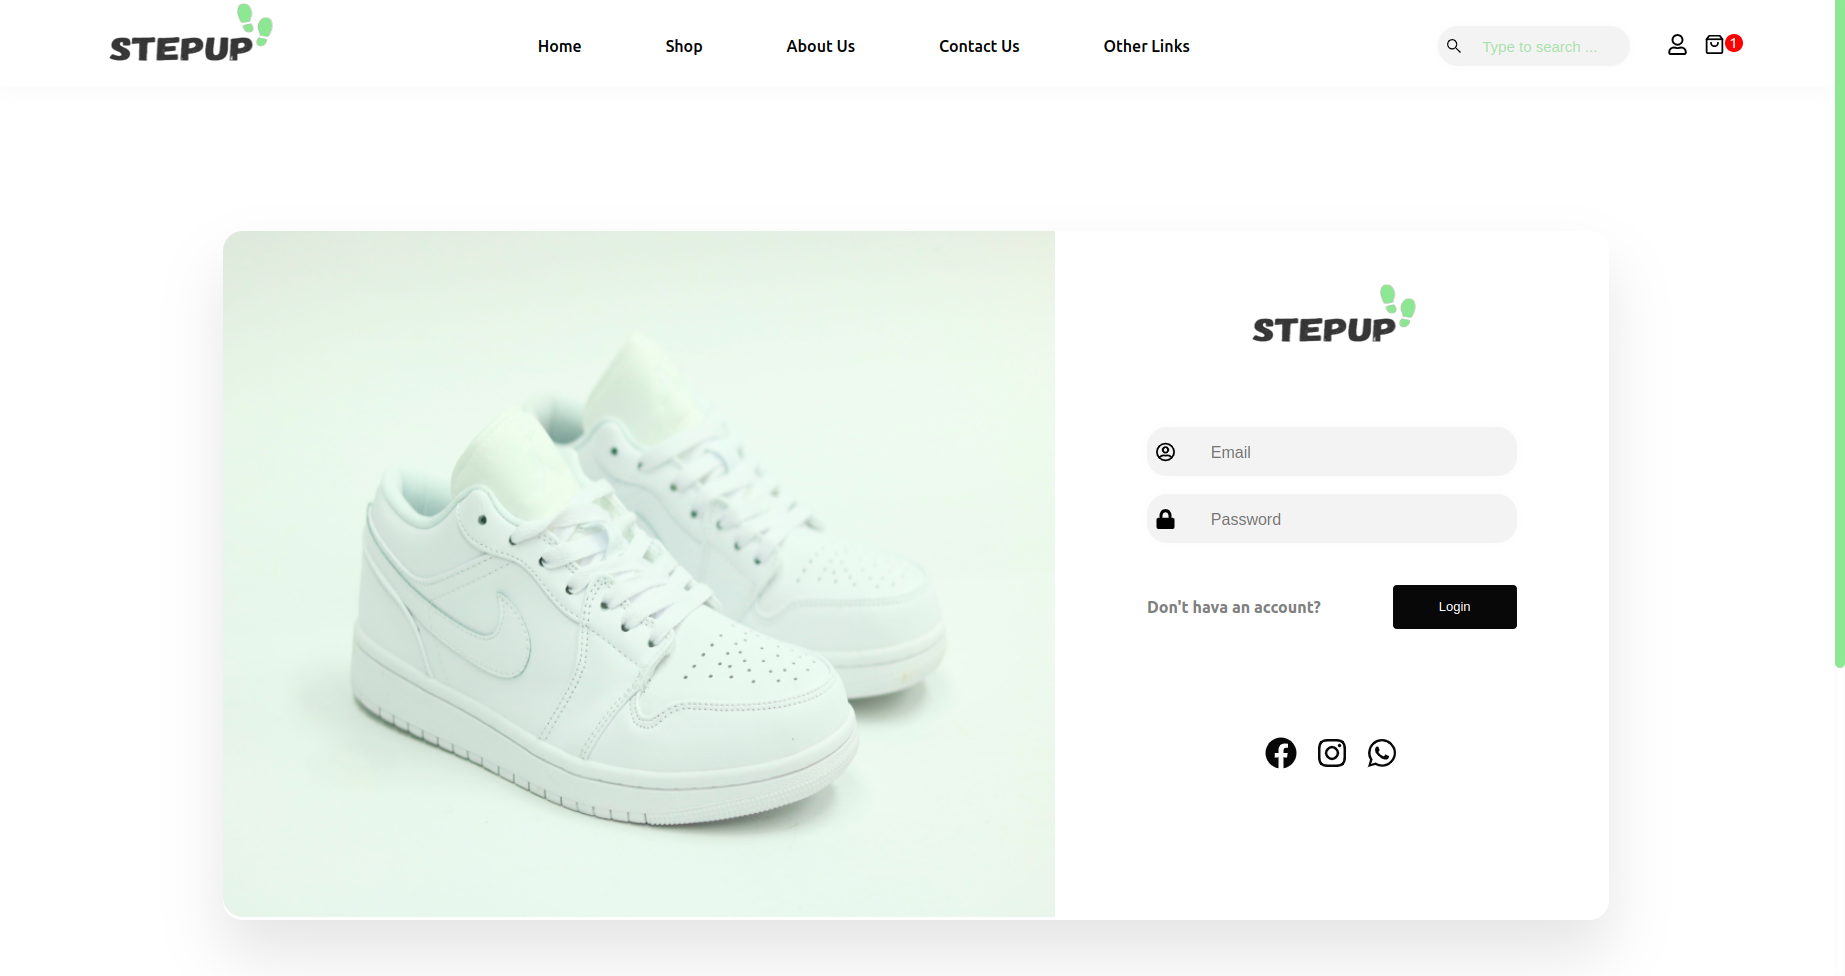 STEPUP
Home Shop About Us Contact Us Other Links
Type to search ...
1
STEPUP
Email
Password
Don't hava an account?
Login